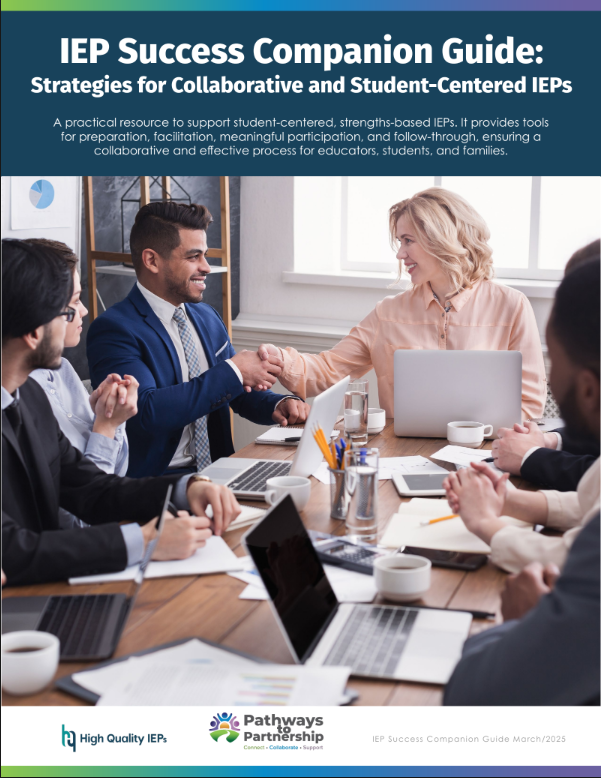 IEP Success Companion Guide:
Strategies for Collaborative and Student-Centered IEPs
A practical resource to support student-centered, strengths-based IEPs. It provides tools
for preparation, facilitation, meaningful participation, and follow-through, ensuring a
collaborative and effective process for educators, students, and families.
High Quality IEPs
Pathways
to
Partnership
Connect • Collaborate • Support
IEP Success Companion Guide March/2025